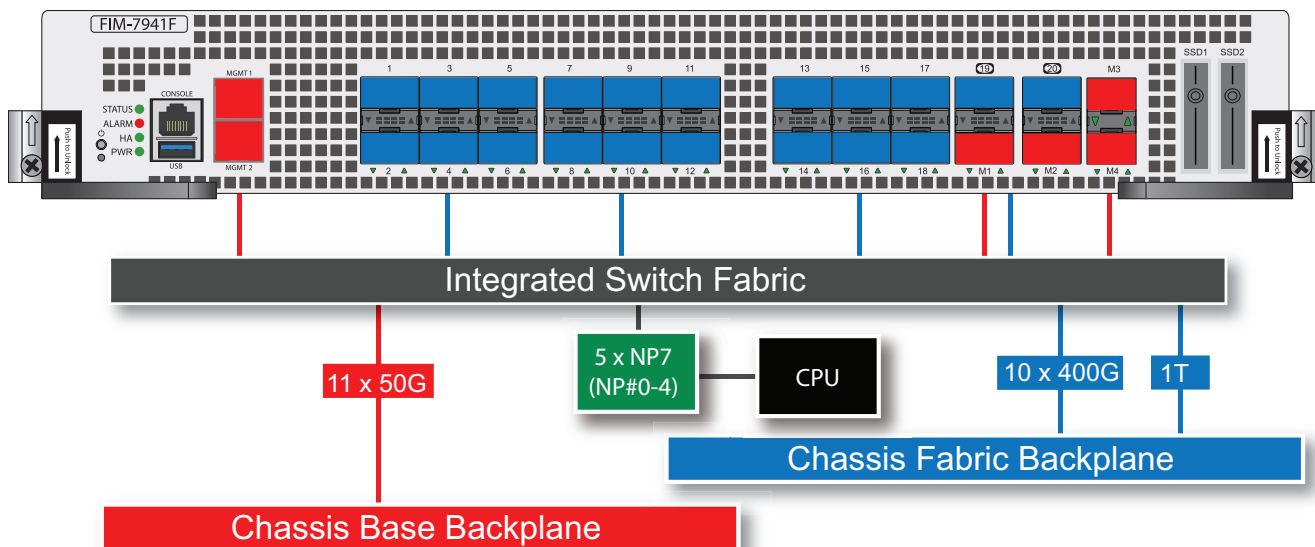 FIM-7941F
SSD1 SSD2
MGMT1
1 3 5 7 9 11 13 15 17 19 20 M3
CONSOLE
STATUS
ALARM
HA
PWR
USB
MGMT 2
Push to Unlock
Push to Unlock
2 4 6 8 10 12 14 16 18 M1 M2 M4
Integrated Switch Fabric
11 x 50G
5 x NP7
(NP#0-4)
CPU
10 x 400G
1T
Chassis Fabric Backplane
Chassis Base Backplane